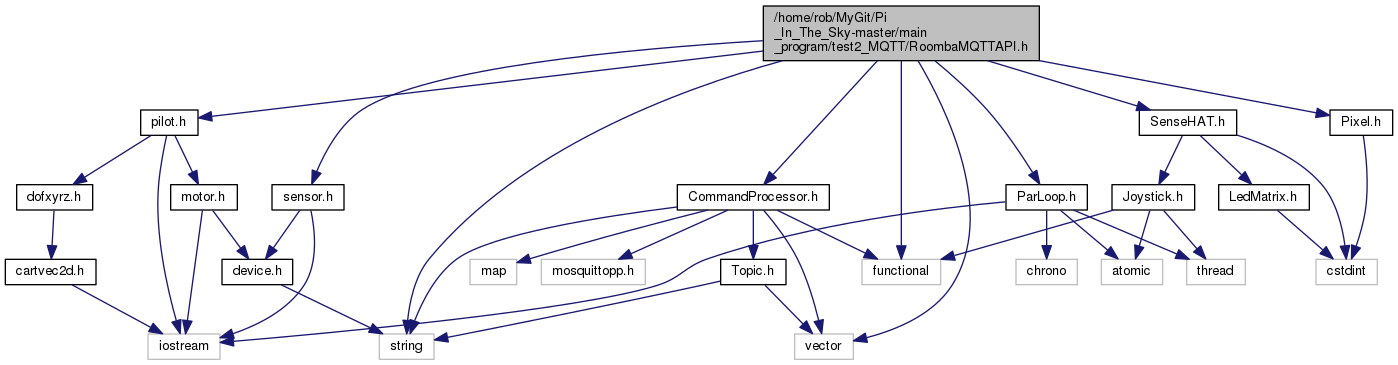 /home/rob/MyGit/Pi
_In_The_Sky-master/main
_program/test2_MQTT/RoombaMQTTAPI.h
pilot.h
SenseHAT.h
Pixel.h
dofxyrz.h
motor.h
sensor.h
CommandProcessor.h
ParLoop.h
Joystick.h
LedMatrix.h
cartvec2d.h
device.h
map
mosquittopp.h
Topic.h
functional
chrono
atomic
thread
cstdint
iostream
string
vector